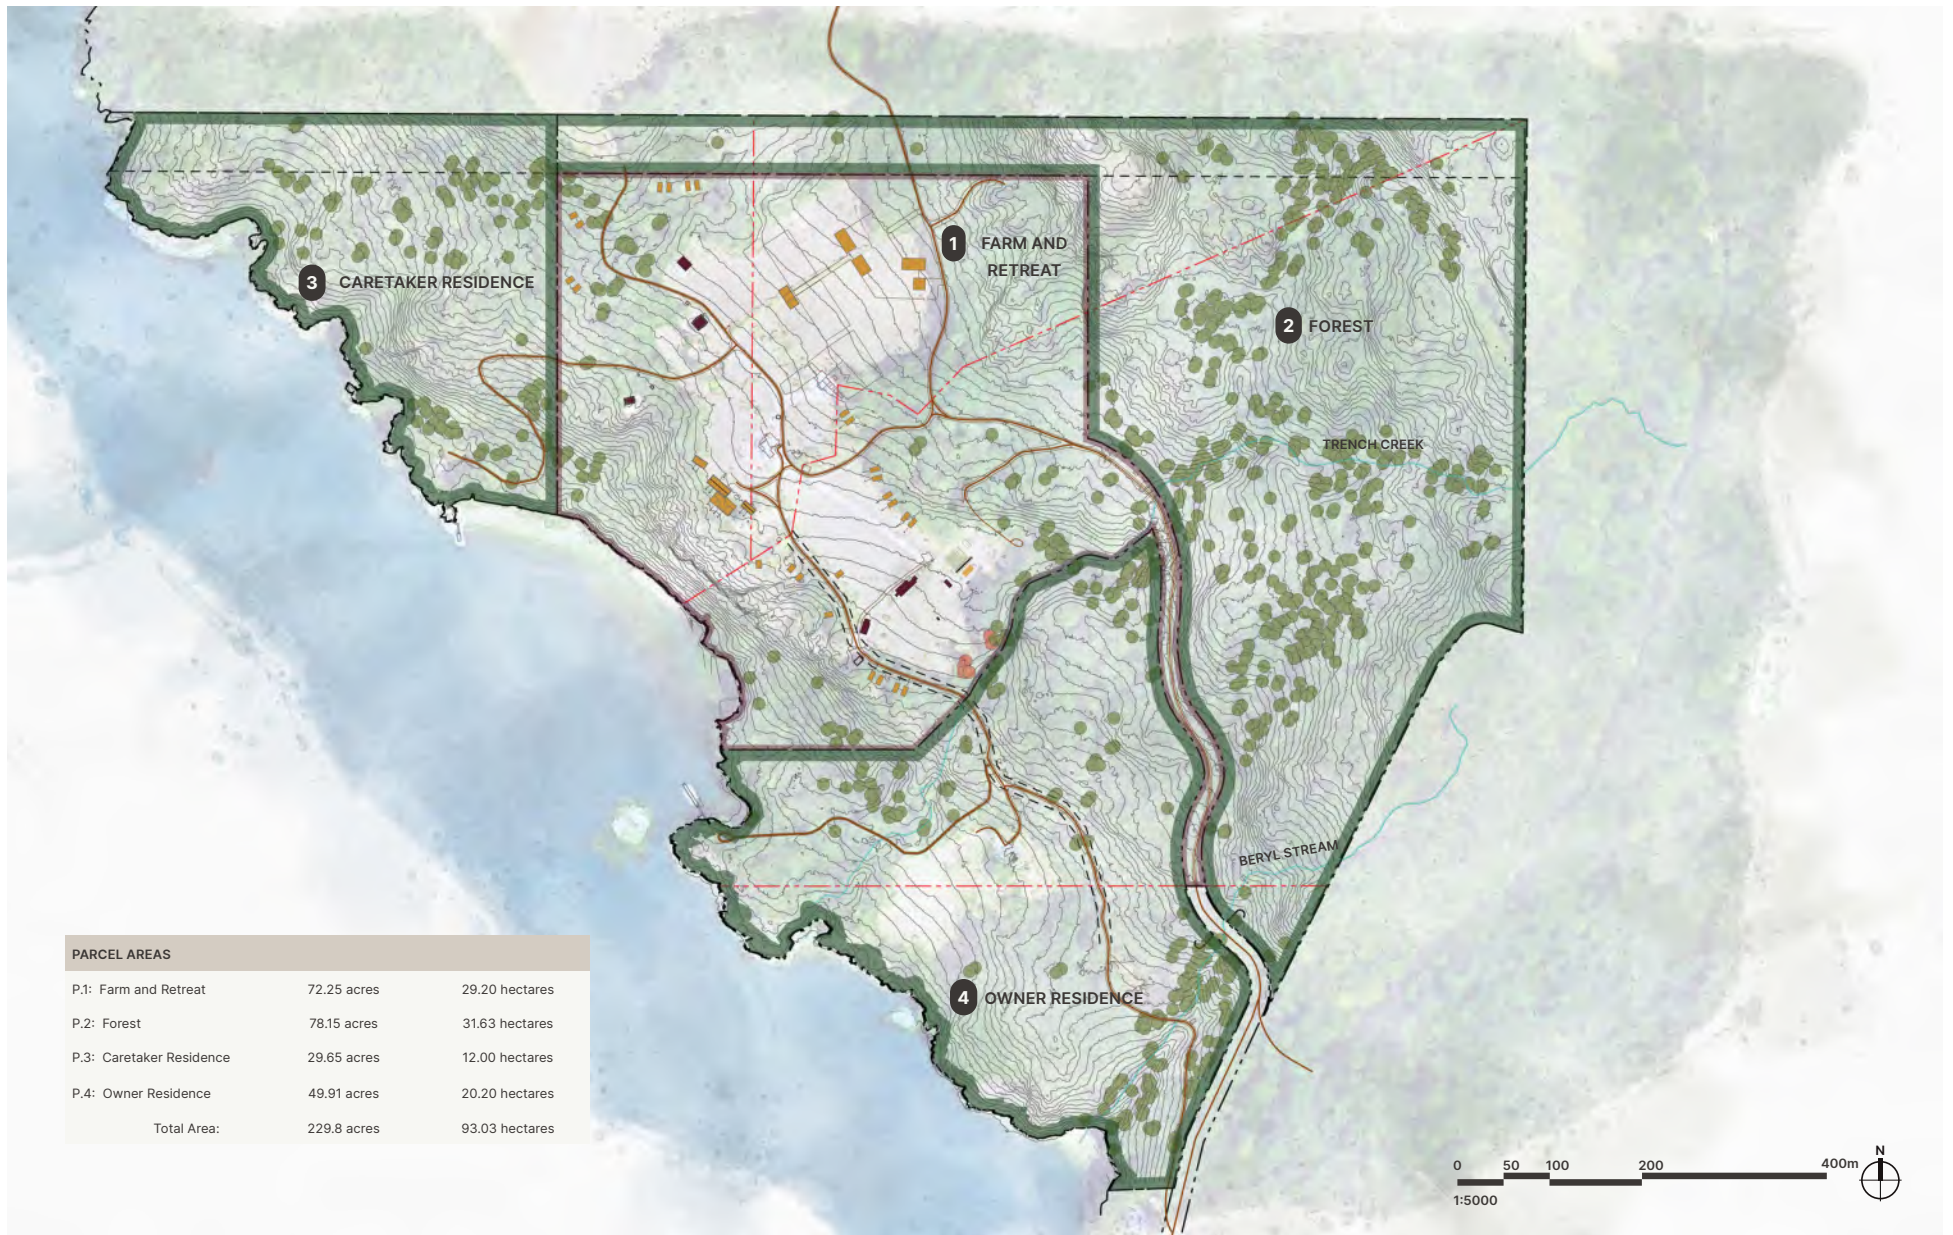 1 FARM AND
RETREAT
3 CARETAKER RESIDENCE
2 FOREST
TRENCH CREEK
BERYL STREAM
4 OWNER RESIDENCE
PARCEL AREAS
P.1: Farm and Retreat 72.25 acres 29.20 hectares
P.2: Forest 78.15 acres 31.63 hectares
P.3: Caretaker Residence 29.65 acres 12.00 hectares
P.4: Owner Residence 49.91 acres 20.20 hectares
Total Area: 229.8 acres 93.03 hectares
N
0 50 100 200 400m
1:5000